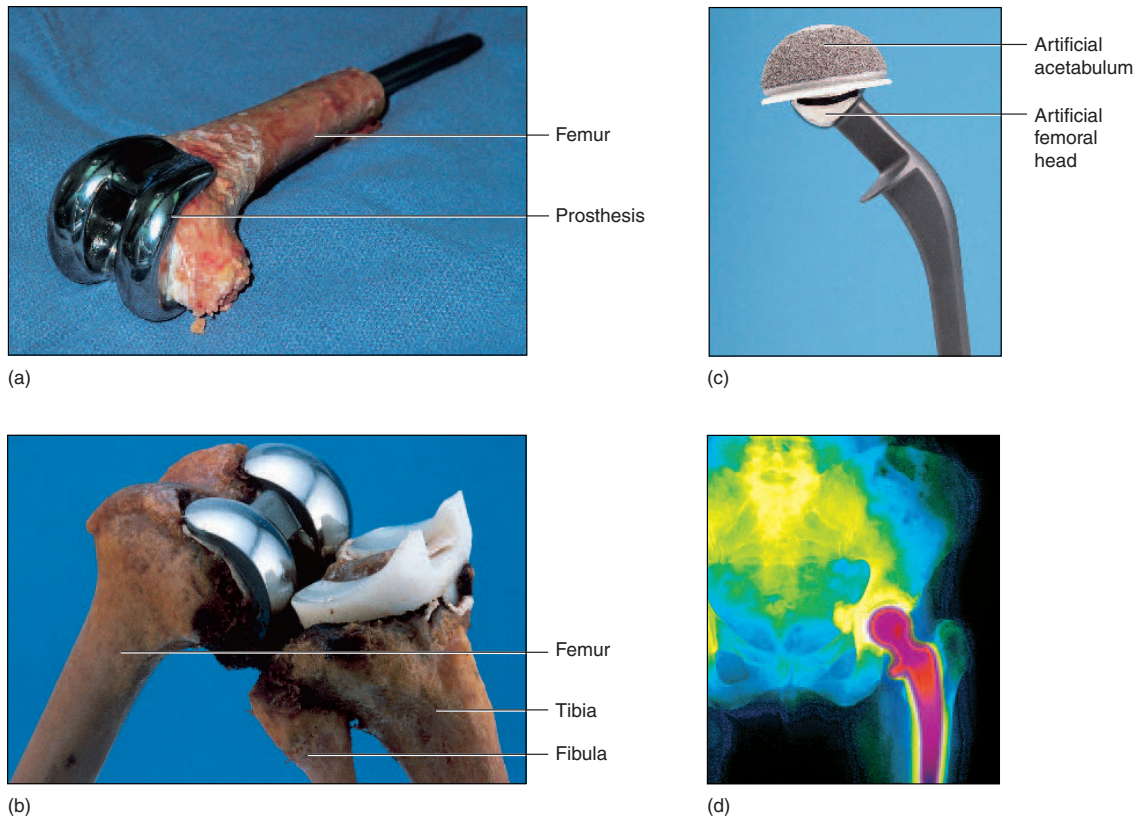 Femur
Prosthesis
(a)
Artificial
acetabulum
Artificial
femoral
head
(c)
Femur
Tibia
Fibula
(b)
(d)